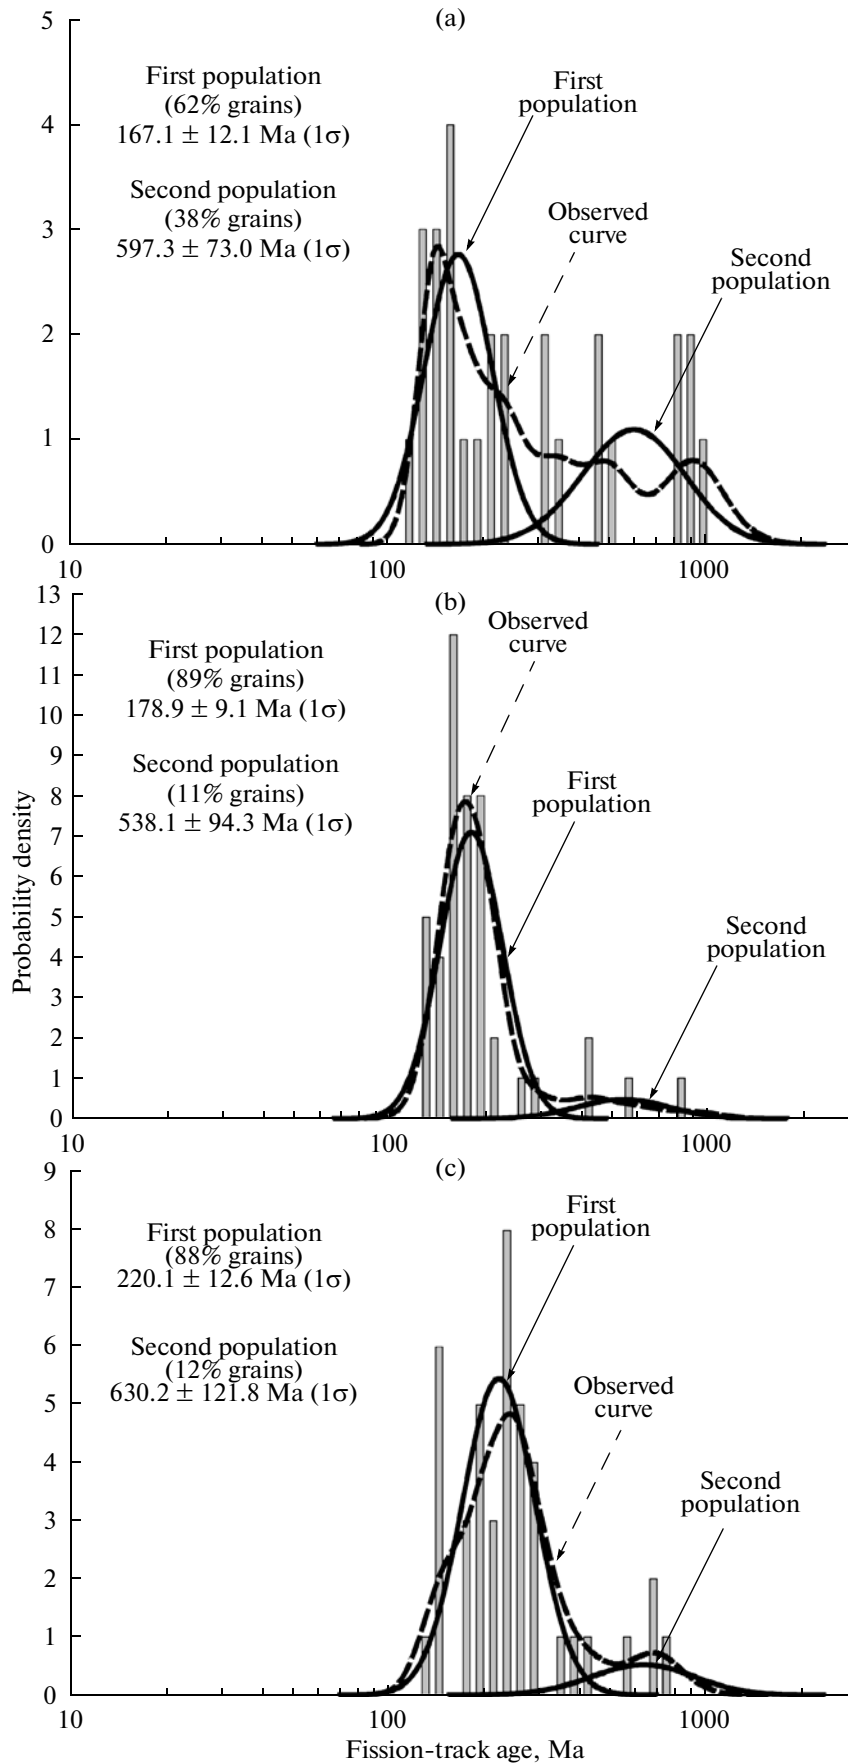 (a)
5
4
3
2
1
0
First population
(62% grains)
167.1 ± 12.1 Ma (1σ)
Second population
(38% grains)
597.3 ± 73.0 Ma (1σ)
First
population
Observed
curve
Second
population
10
100
1000
(b)
13
12
11
10
9
8
7
6
5
4
3
2
1
0
First population
(89% grains)
178.9 ± 9.1 Ma (1σ)
Second population
(11% grains)
538.1 ± 94.3 Ma (1σ)
Observed
curve
First
population
Second
population
Probability density
10
100
1000
(c)
9
8
7
6
5
4
3
2
1
0
First population
(88% grains)
220.1 ± 12.6 Ma (1σ)
Second population
(12% grains)
630.2 ± 121.8 Ma (1σ)
First
population
Observed
curve
Second
population
10
100
1000
Fission-track age, Ma